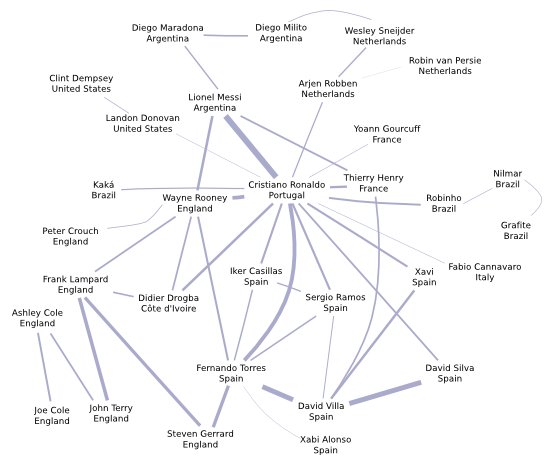 Diego Maradona
Argentina
Diego Milito
Argentina
Wesley Sneijder
Netherlands
Robin van Persie
Netherlands
Clint Dempsey
United States
Arjen Robben
Netherlands
Lionel Messi
Argentina
Landon Donovan
United States
Yoann Gourcuff
France
Kaká
Brazil
Cristiano Ronaldo
Portugal
Thierry Henry
France
Nilmar
Brazil
Wayne Rooney
England
Robinho
Brazil
Grafite
Brazil
Peter Crouch
England
Iker Casillas
Spain
Xavi
Spain
Fabio Cannavaro
Italy
Frank Lampard
England
Didier Drogba
Côte d'Ivoire
Sergio Ramos
Spain
Ashley Cole
England
Fernando Torres
Spain
David Silva
Spain
Joe Cole
England
John Terry
England
David Villa
Spain
Steven Gerrard
England
Xabi Alonso
Spain